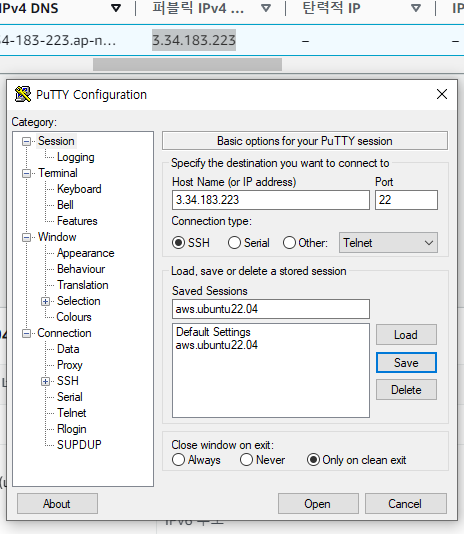 IPv4 DNS
퍼블릭 IPv4 ...
탄력적 IP
IP
34-183-223.ap-n...
3.34.183.223
–
–
PuTTY Configuration
Category:
Session
Logging
Terminal
Keyboard
Bell
Features
Window
Appearance
Behaviour
Translation
Selection
Colours
Connection
Data
Proxy
SSH
Serial
Telnet
Rlogin
SUPDUP
Basic options for your PuTTY session
Specify the destination you want to connect to
Host Name (or IP address)
Port
3.34.183.223
22
Connection type:
SSH
Serial
Other:
Telnet
Load, save or delete a stored session
Saved Sessions
aws.ubuntu22.04
Default Settings
aws.ubuntu22.04
Load
Save
Delete
Close window on exit:
Always
Never
Only on clean exit
About
Open
Cancel